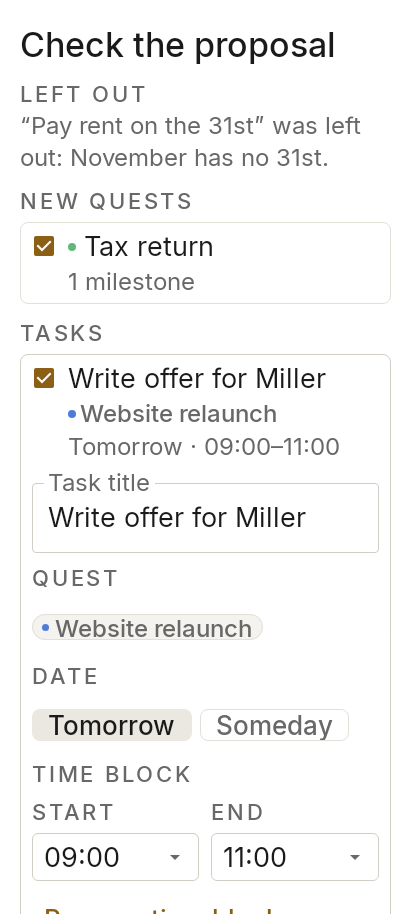 Check the proposal
LEFT OUT
“Pay rent on the 31st” was left
out: November has no 31st.
NEW QUESTS
Tax return
1 milestone
TASKS
Write offer for Miller
Website relaunch
Tomorrow · 09:00–11:00
Task title
Write offer for Miller
QUEST
Website relaunch
DATE
Tomorrow Someday
TIME BLOCK
START END
09:00 11:00